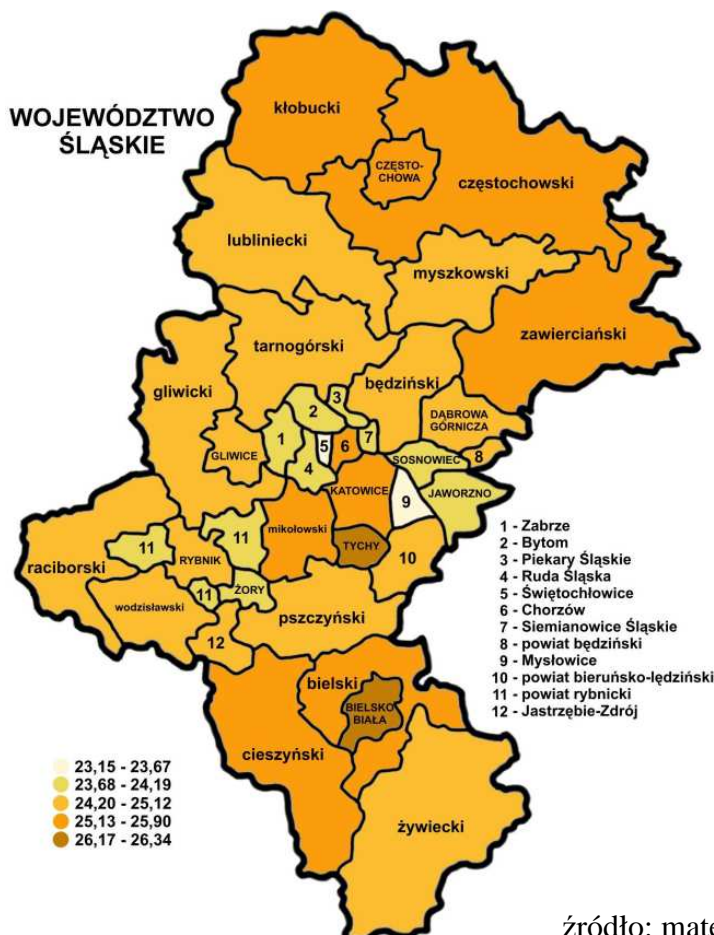 WOJEWÓDZTWO
ŚLĄSKIE
kłobucki
CZĘSTO-
CHOWA
częstochowski
lubliniecki
myszkowski
zawierciański
tarnogórski
będziński
gliwicki
DĄBROWA
GÓRNICZA
3
2
1
5
6
7
GLIWICE
4
SOSNOWIEC
8
KATOWICE
9
JAWORZNO
mikołowski
11
11
RYBNIK
TYCHY
10
raciborski
wodzisławski
11
ŻORY
pszczyński
12
1 - Zabrze
2 - Bytom
3 - Piekary Śląskie
4 - Ruda Śląska
5 - Świętochłowice
6 - Chorzów
7 - Siemianowice Śląskie
8 - powiat będziński
9 - Mysłowice
10 - powiat bieruńsko-lędziński
11 - powiat rybnicki
12 - Jastrzębie-Zdrój
bielski
BIELSKO
BIAŁA
cieszyński
żywiecki
23,15 - 23,67
23,68 - 24,19
24,20 - 25,12
25,13 - 25,90
26,17 - 26,34
źródło: mate